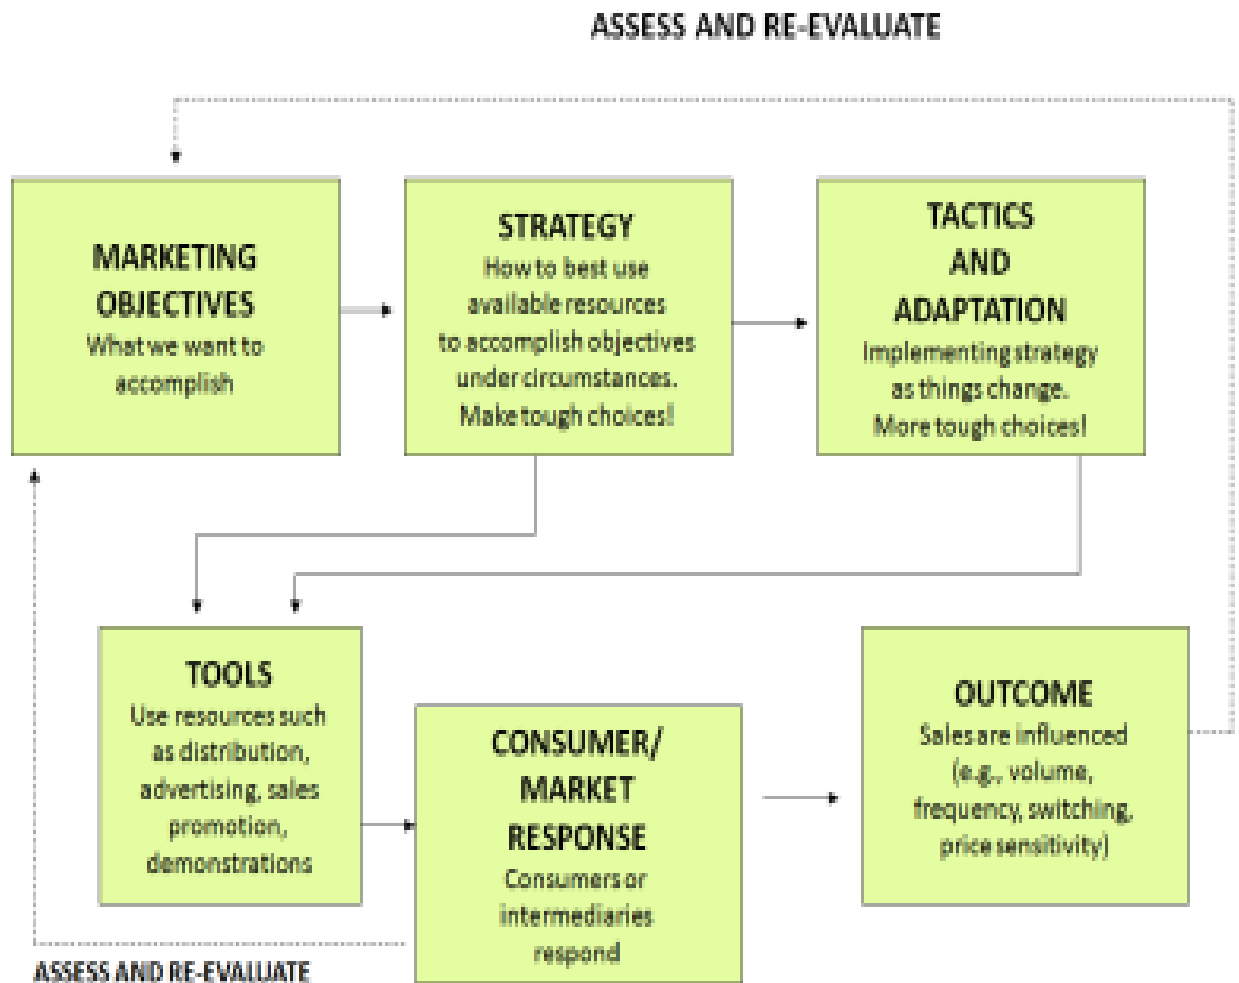 ASSESS AND RE-EVALUATE
MARKETING
OBJECTIVES
What we want to
accomplish
STRATEGY
How to best use
available resources
to accomplish objectives
under circumstances.
Make tough choices!
TACTICS
AND
ADAPTATION
Implementing strategy
as things change.
More tough choices!
TOOLS
Use resources such
as distribution,
advertising, sales
promotion,
demonstrations
CONSUMER/
MARKET
RESPONSE
Consumers or
intermediaries
respond
OUTCOME
Sales are influenced
(e.g., volume,
frequency, switching,
price sensitivity)
ASSESS AND RE-EVALUATE